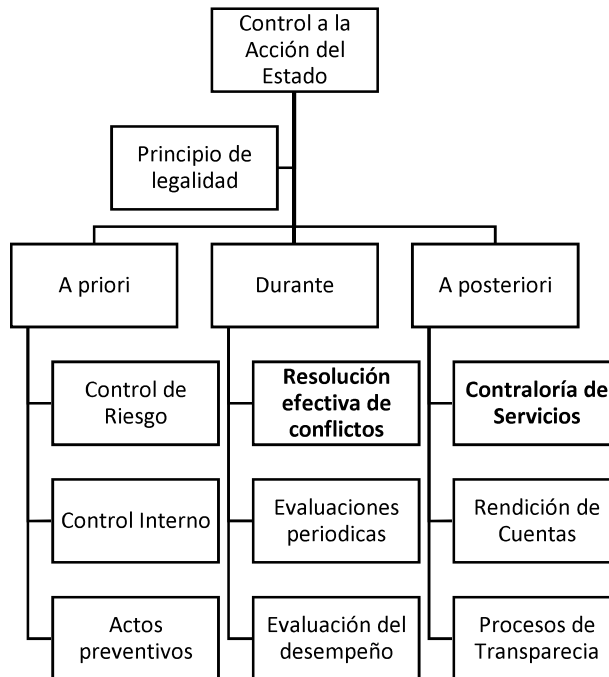 Control a la
Acción del
Estado
Principio de
legalidad
A priori
Durante
A posteriori
Control de
Riesgo
Resolución
efectiva de
conflictos
Contraloría de
Servicios
Control Interno
Evaluaciones
periodicas
Rendición de
Cuentas
Actos
preventivos
Evaluación del
desempeño
Procesos de
Transparecia